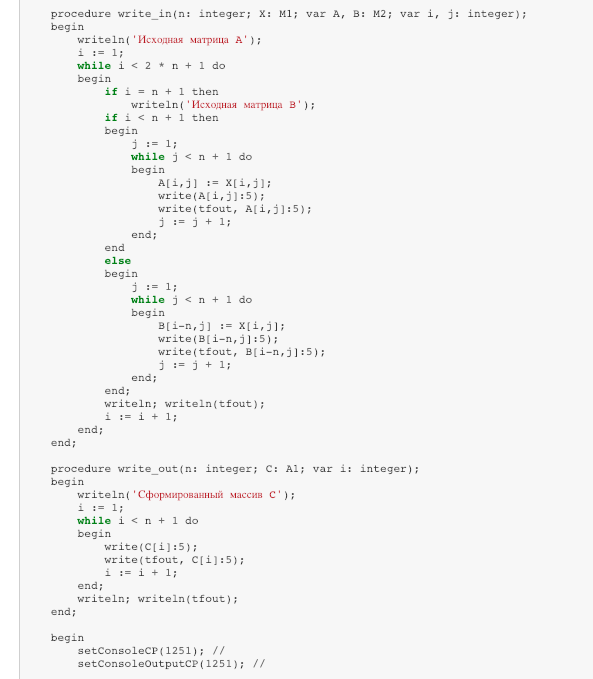 procedure write_in(n: integer; X: M1; var A, B: M2; var i, j: integer);
begin
    writeln('Исходная матрица A');
    i := 1;
    while i < 2 * n + 1 do
    begin
        if i = n + 1 then
            writeln('Исходная матрица B');
        if i < n + 1 then
        begin
            j := 1;
            while j < n + 1 do
            begin
                A[i,j] := X[i,j];
                write(A[i,j]:5);
                write(tfout, A[i,j]:5);
                j := j + 1;
            end;
        end
        else
        begin
            j := 1;
            while j < n + 1 do
            begin
                B[i-n,j] := X[i,j];
                write(B[i-n,j]:5);
                write(tfout, B[i-n,j]:5);
                j := j + 1;
            end;
        end;
        writeln; writeln(tfout);
        i := i + 1;
    end;
end;

procedure write_out(n: integer; C: A1; var i: integer);
begin
    writeln('Сформированный массив C');
    i := 1;
    while i < n + 1 do
    begin
        write(C[i]:5);
        write(tfout, C[i]:5);
        i := i + 1;
    end;
    writeln; writeln(tfout);
end;

begin
    setConsoleCP(1251); //
    setConsoleOutputCP(1251); //